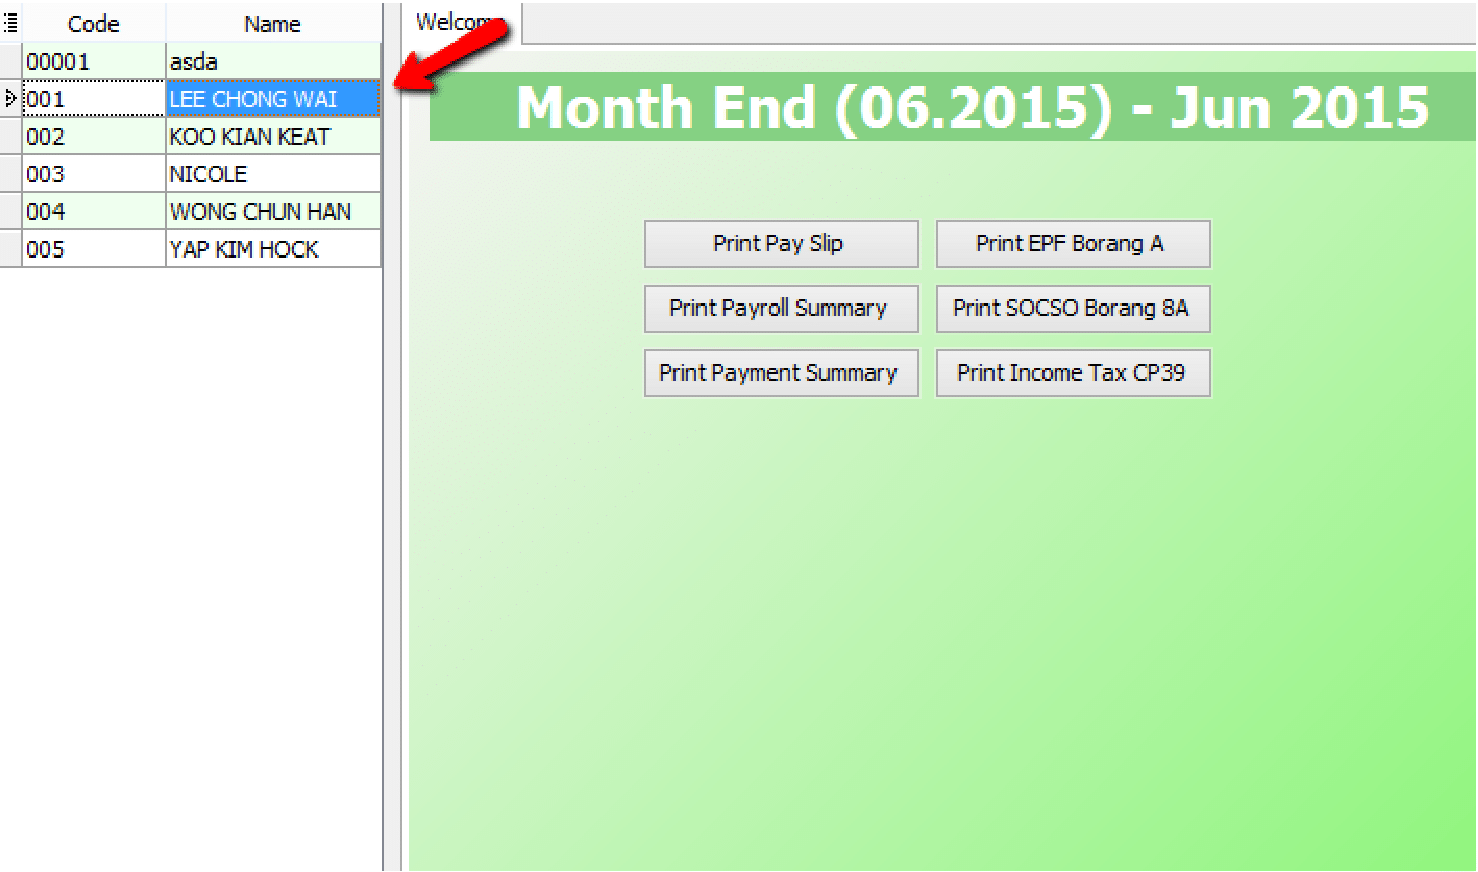 Code Name
00001 asda
001 LEE CHONG WAI
002 KOO KIAN KEAT
003 NICOLE
004 WONG CHUN HAN
005 YAP KIM HOCK
Welcome
Month End (06.2015) - Jun 2015
Print Pay Slip Print EPF Borang A
Print Payroll Summary Print SOCSO Borang 8A
Print Payment Summary Print Income Tax CP39